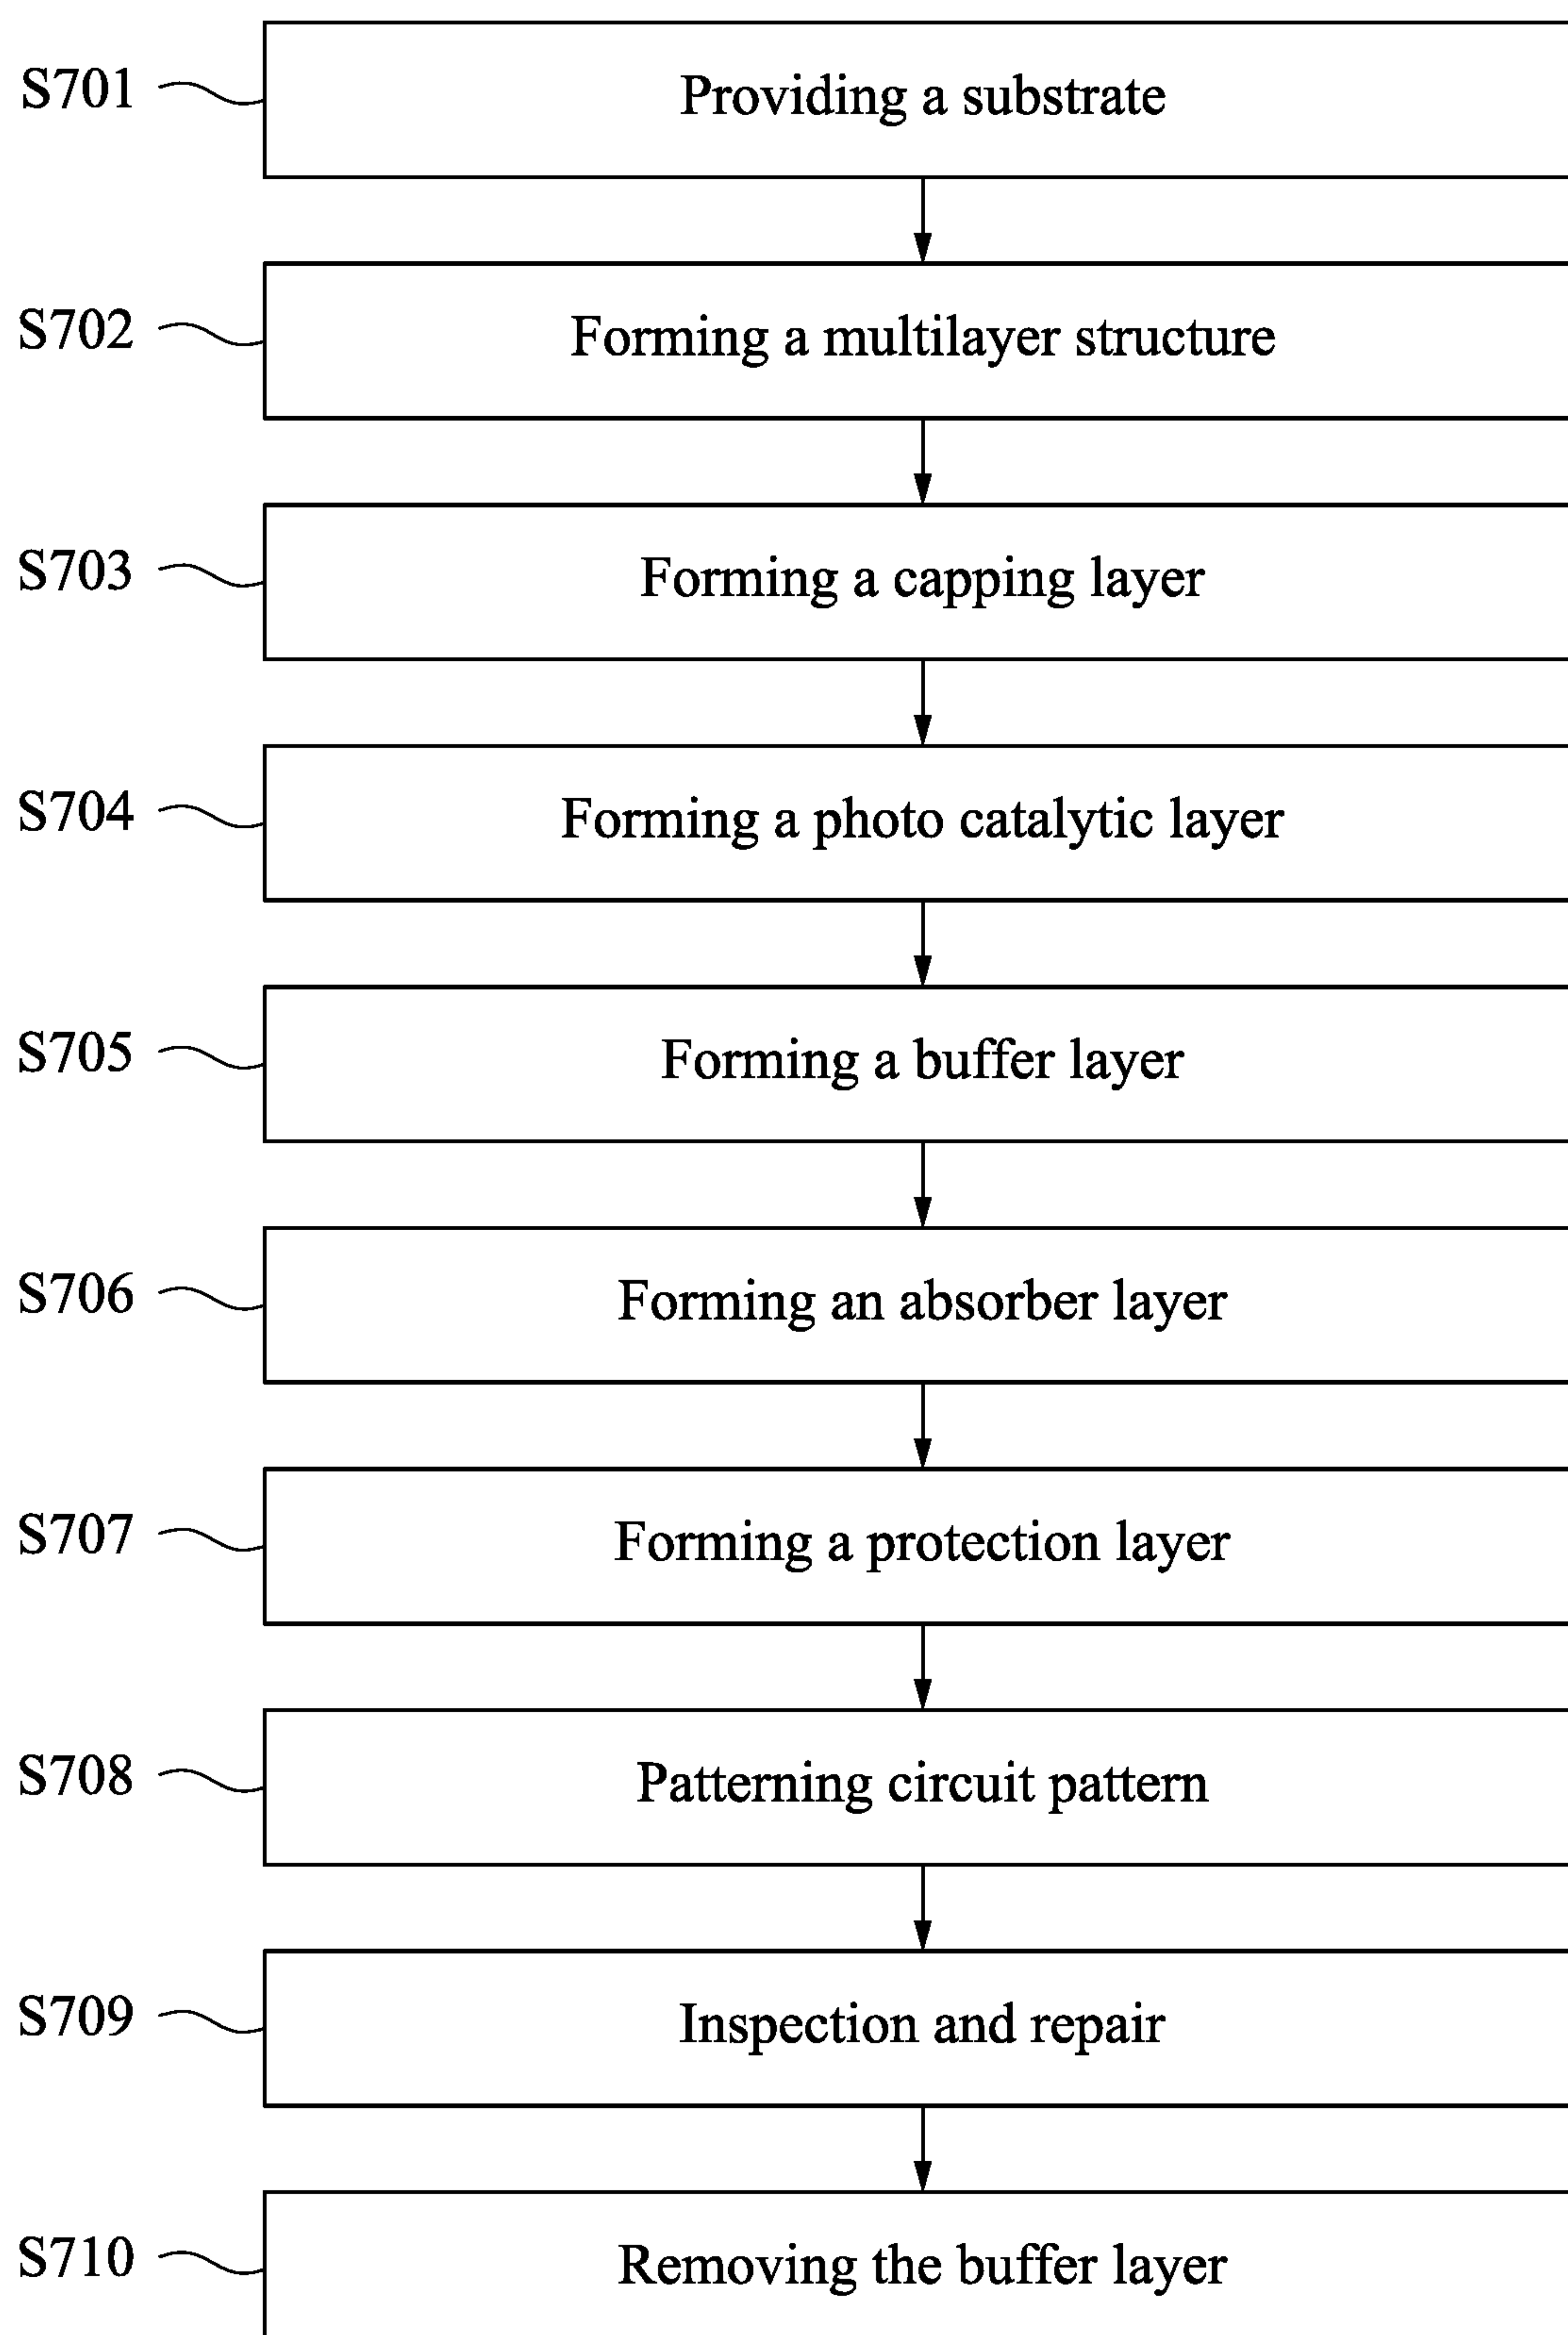 S701 Providing a substrate
S702 Forming a multilayer structure
S703 Forming a capping layer
S704 Forming a photo catalytic layer
S705 Forming a buffer layer
S706 Forming an absorber layer
S707 Forming a protection layer
S708 Patterning circuit pattern
S709 Inspection and repair
S710 Removing the buffer layer